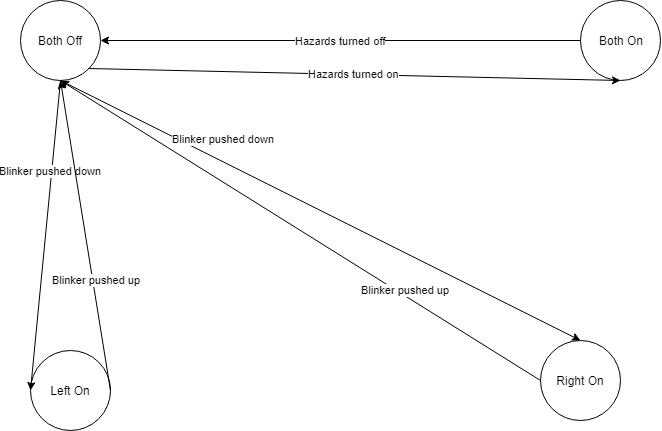 Both Off
Hazards turned off
Both On
Hazards turned on
Blinker pushed down
Blinker pushed down
Blinker pushed up
Blinker pushed up
Left On
Right On